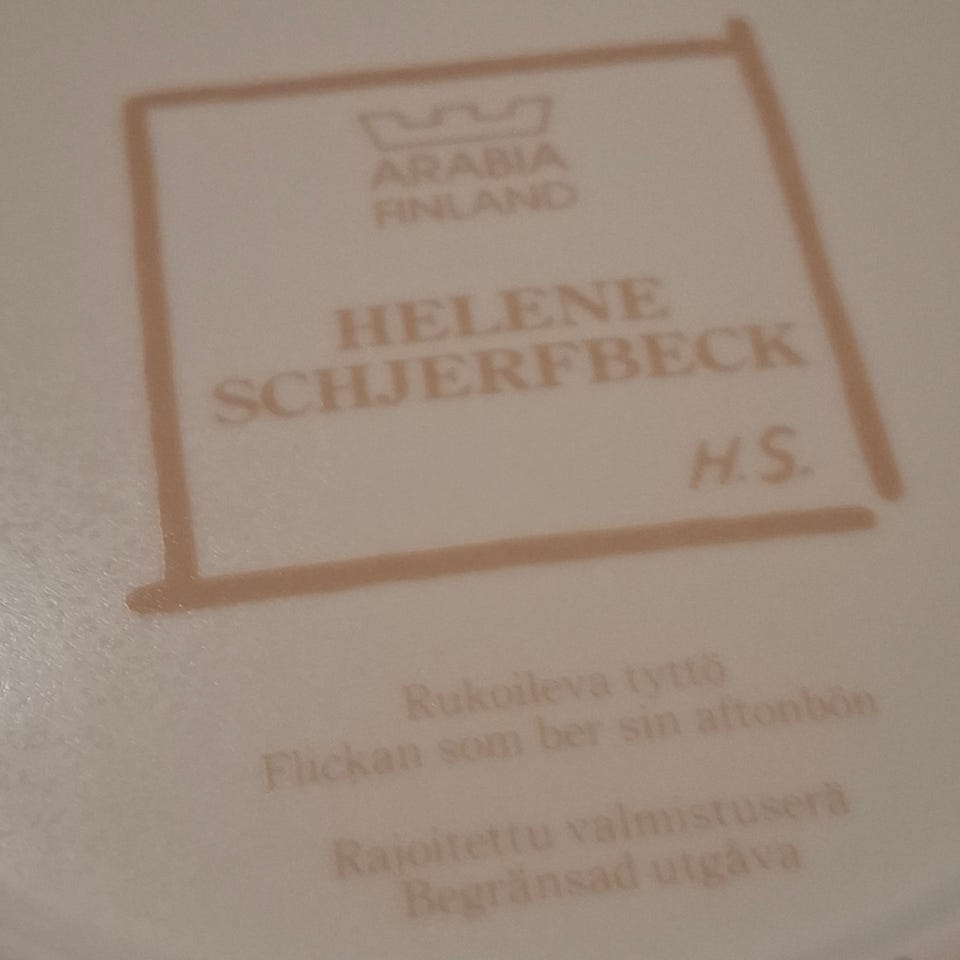 ARABIA
FINLAND
HELENE
SCHJERFBECK
H.S.
Rukoileva tyttö
Flickan som ber sin aftonbön
Rajoitettu valmistuserä
Begränsad utgåva